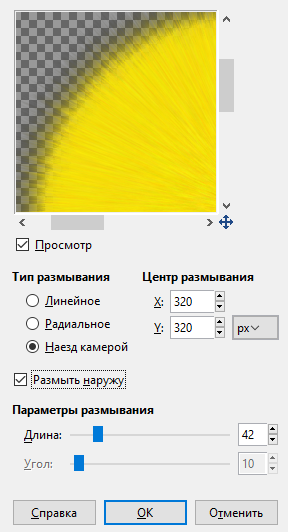 Просмотр
Тип размывания
Центр размывания
Линейное
X: 320
Радиальное
Y: 320 px
Наезд камерой
Размыть наружу
Параметры размывания
Длина: 42
Угол: 10
Справка ОК Отменить